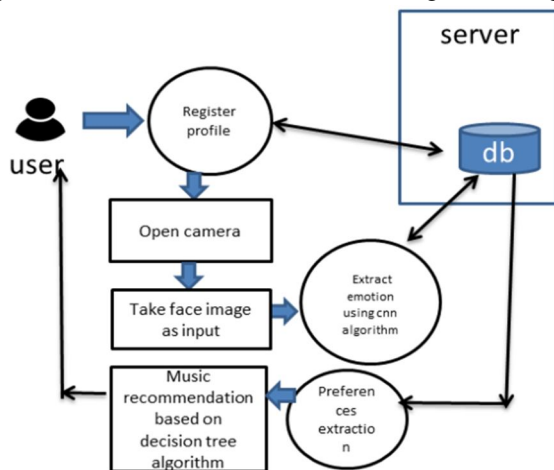 server
Register
profile
user
db
Open camera
Extract
emotion
using cnn
algorithm
Take face image
as input
Music
recommendation
based on
decision tree
algorithm
Preferen
ces
extractio
n